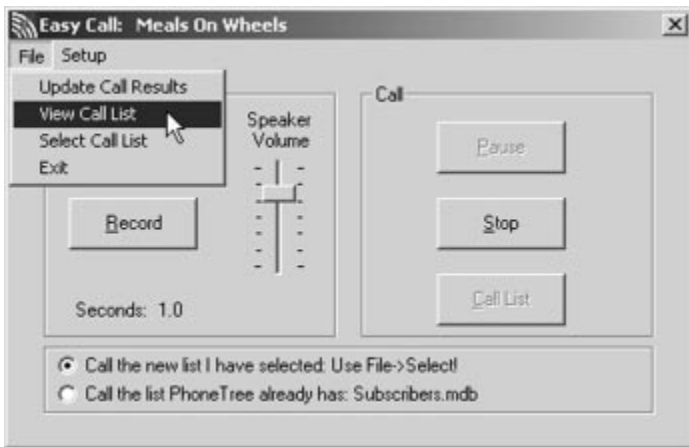 Easy Call: Meals On Wheels
File Setup
Update Call Results
View Call List
Select Call List
Exit
Speaker
Volume
Record
Seconds: 1.0
Call
Pause
Stop
Call List
Call the new list I have selected: Use File->Select!
Call the list PhoneTree already has: Subscribers.mdb